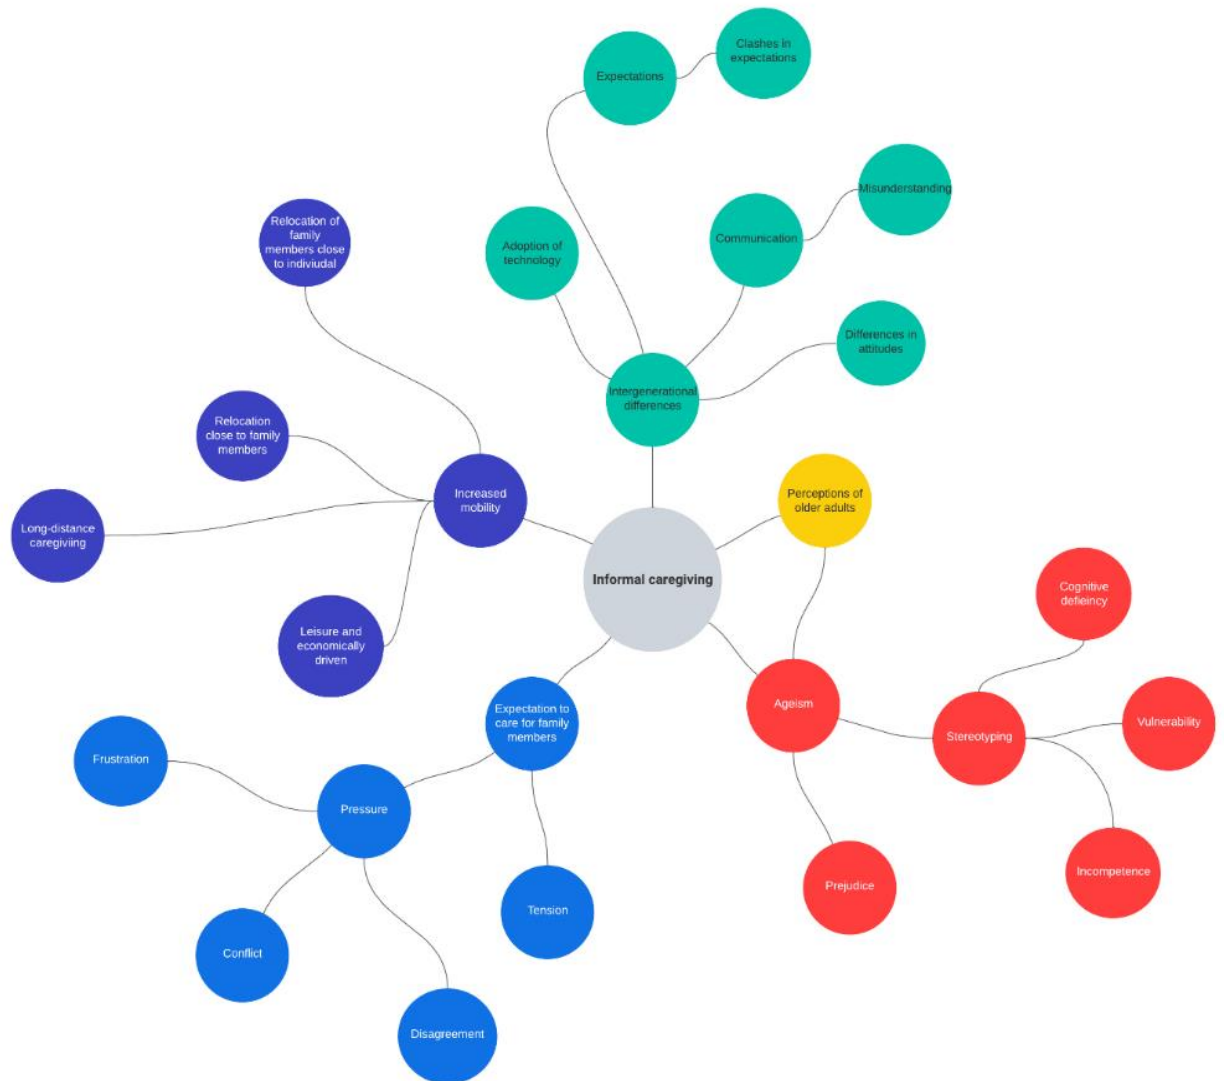 Clashes in
expectations
Expectations
Misunderstanding
Communication
Adoption of
technology
Differences in
attitudes
Intergenerational
differences
Relocation of
family
members close
to indiviudal
Relocation
close to family
members
Increased
mobility
Long-distance
caregiviing
Leisure and
economically
driven
Perceptions of
older adults
Informal caregiving
Cognitive
defieincy
Ageism
Stereotyping
Vulnerability
Incompetence
Prejudice
Expectation to
care for family
members
Frustration
Pressure
Tension
Conflict
Disagreement